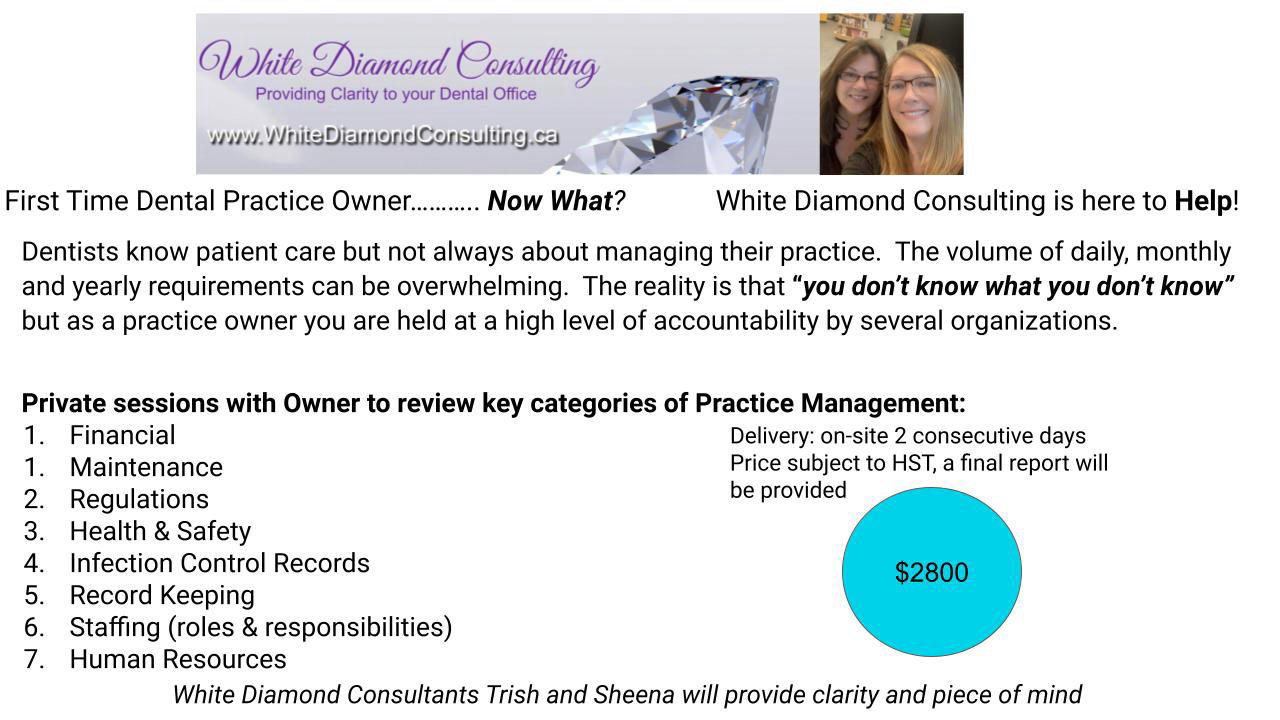 White Diamond Consulting
Providing Clarity to your Dental Office
www.WhiteDiamondConsulting.ca
First Time Dental Practice Owner……….. Now What?
White Diamond Consulting is here to Help!
Dentists know patient care but not always about managing their practice.  The volume of daily, monthly
and yearly requirements can be overwhelming.  The reality is that “you don’t know what you don’t know”
but as a practice owner you are held at a high level of accountability by several organizations.
Private sessions with Owner to review key categories of Practice Management:
1. Financial
1. Maintenance
2. Regulations
3. Health & Safety
4. Infection Control Records
5. Record Keeping
6. Staffing (roles & responsibilities)
7. Human Resources
Delivery: on-site 2 consecutive days
Price subject to HST, a final report will
be provided
$2800
White Diamond Consultants Trish and Sheena will provide clarity and piece of mind